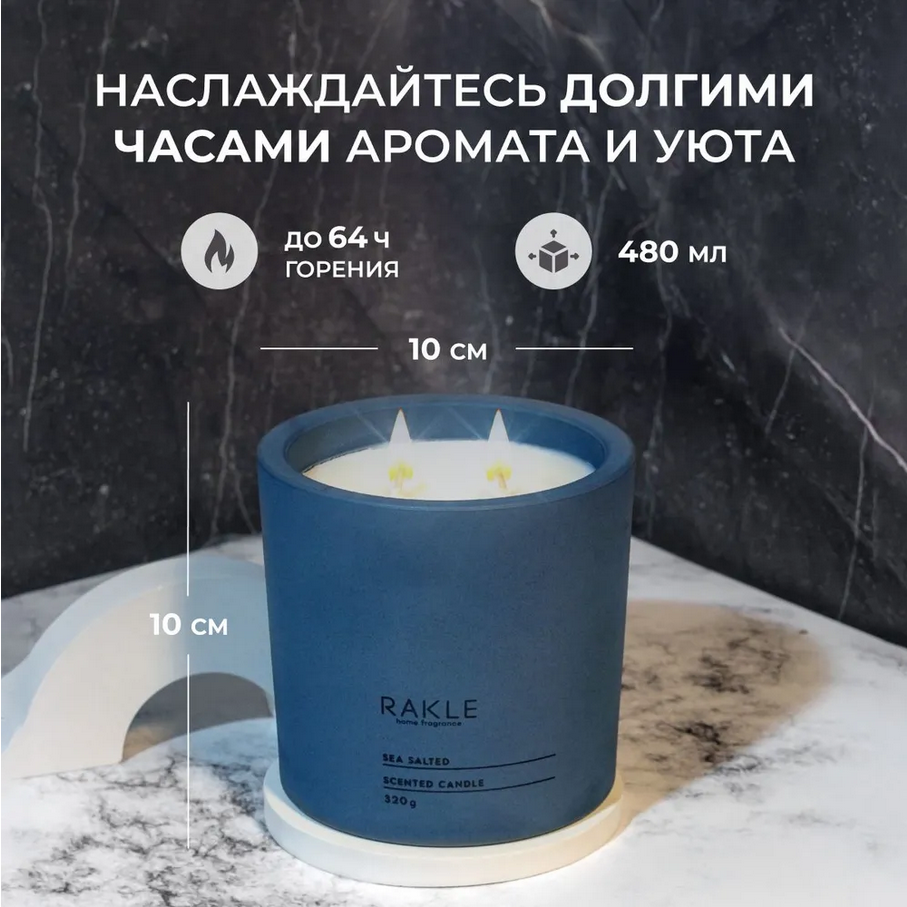 НАСЛАЖДАЙТЕСЬ ДОЛГИМИ
ЧАСАМИ АРОМАТА И УЮТА
ДО 64 Ч
ГОРЕНИЯ
480 МЛ
10 СМ
10 СМ
RAKLE
home fragrance
SEA SALTED
SCENTED CANDLE
320g